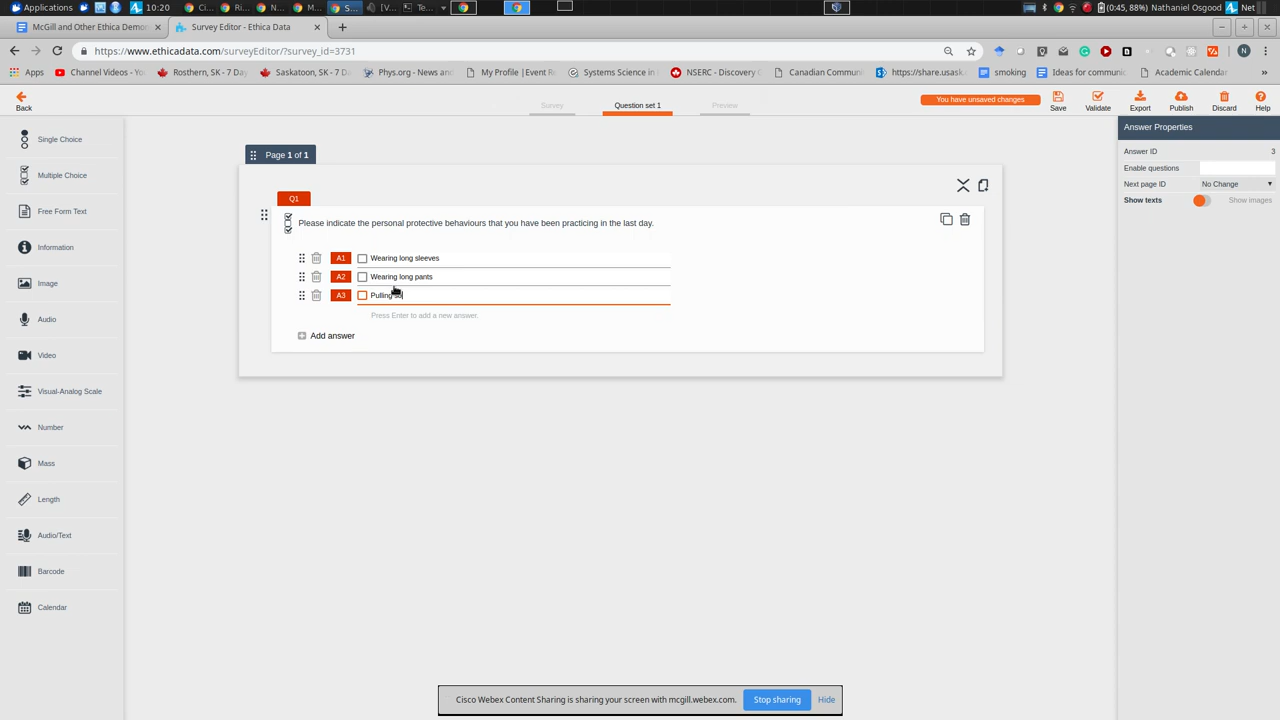 Applications
10:20
Ci...
Ri...
N...
M...
S...
[V...
Te...
(0:45, 88%)
Nathaniel Osgood
Net
McGill and Other Ethica Demon
Survey Editor - Ethica Data
https://www.ethicadata.com/surveyEditor/?survey_id=3731
Apps
Channel Videos - Yo
Rosthern, SK - 7 Day
Saskatoon, SK - 7 D
Phys.org - News and
My Profile | Event R
Systems Science in
NSERC - Discovery G
Canadian Commun
https://share.usask.
smoking
Ideas for communic
Academic Calendar
Back
Survey
Question set 1
Preview
You have unsaved changes
Save
Validate
Export
Publish
Discard
Help
Single Choice
Multiple Choice
Free Form Text
Information
Image
Audio
Video
Visual-Analog Scale
Number
Mass
Length
Audio/Text
Barcode
Calendar
Page 1 of 1
Q1
Please indicate the personal protective behaviours that you have been practicing in the last day.
A1 Wearing long sleeves
A2 Wearing long pants
A3 Pulling
Press Enter to add a new answer.
Add answer
Answer Properties
Answer ID 3
Enable questions
Next page ID No Change
Show texts Show images
Cisco Webex Content Sharing is sharing your screen with mcgill.webex.com.
Stop sharing
Hide